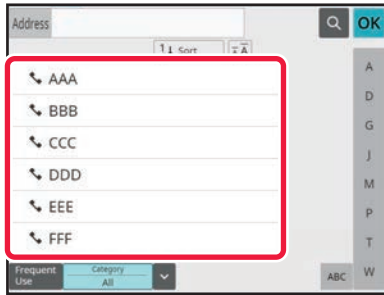 Address
OK
Sort
A
AAA
D
BBB
G
CCC
J
DDD
M
EEE
P
FFF
T
Frequent Use
Category
All
ABC
W